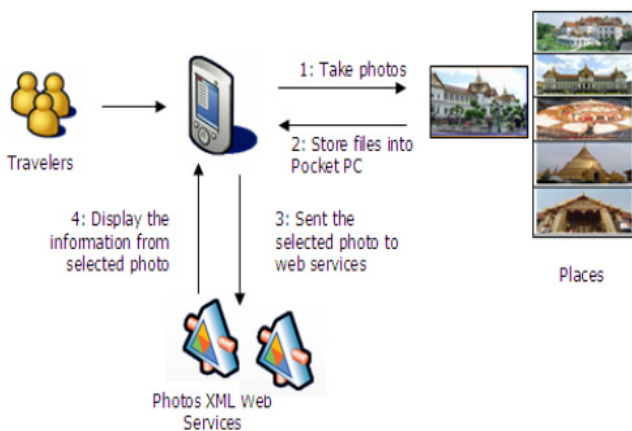 1: Take photos
2: Store files into
Pocket PC
Travelers
4: Display the
information from
selected photo
3: Sent the
selected photo to
web services
Places
Photos XML Web
Services